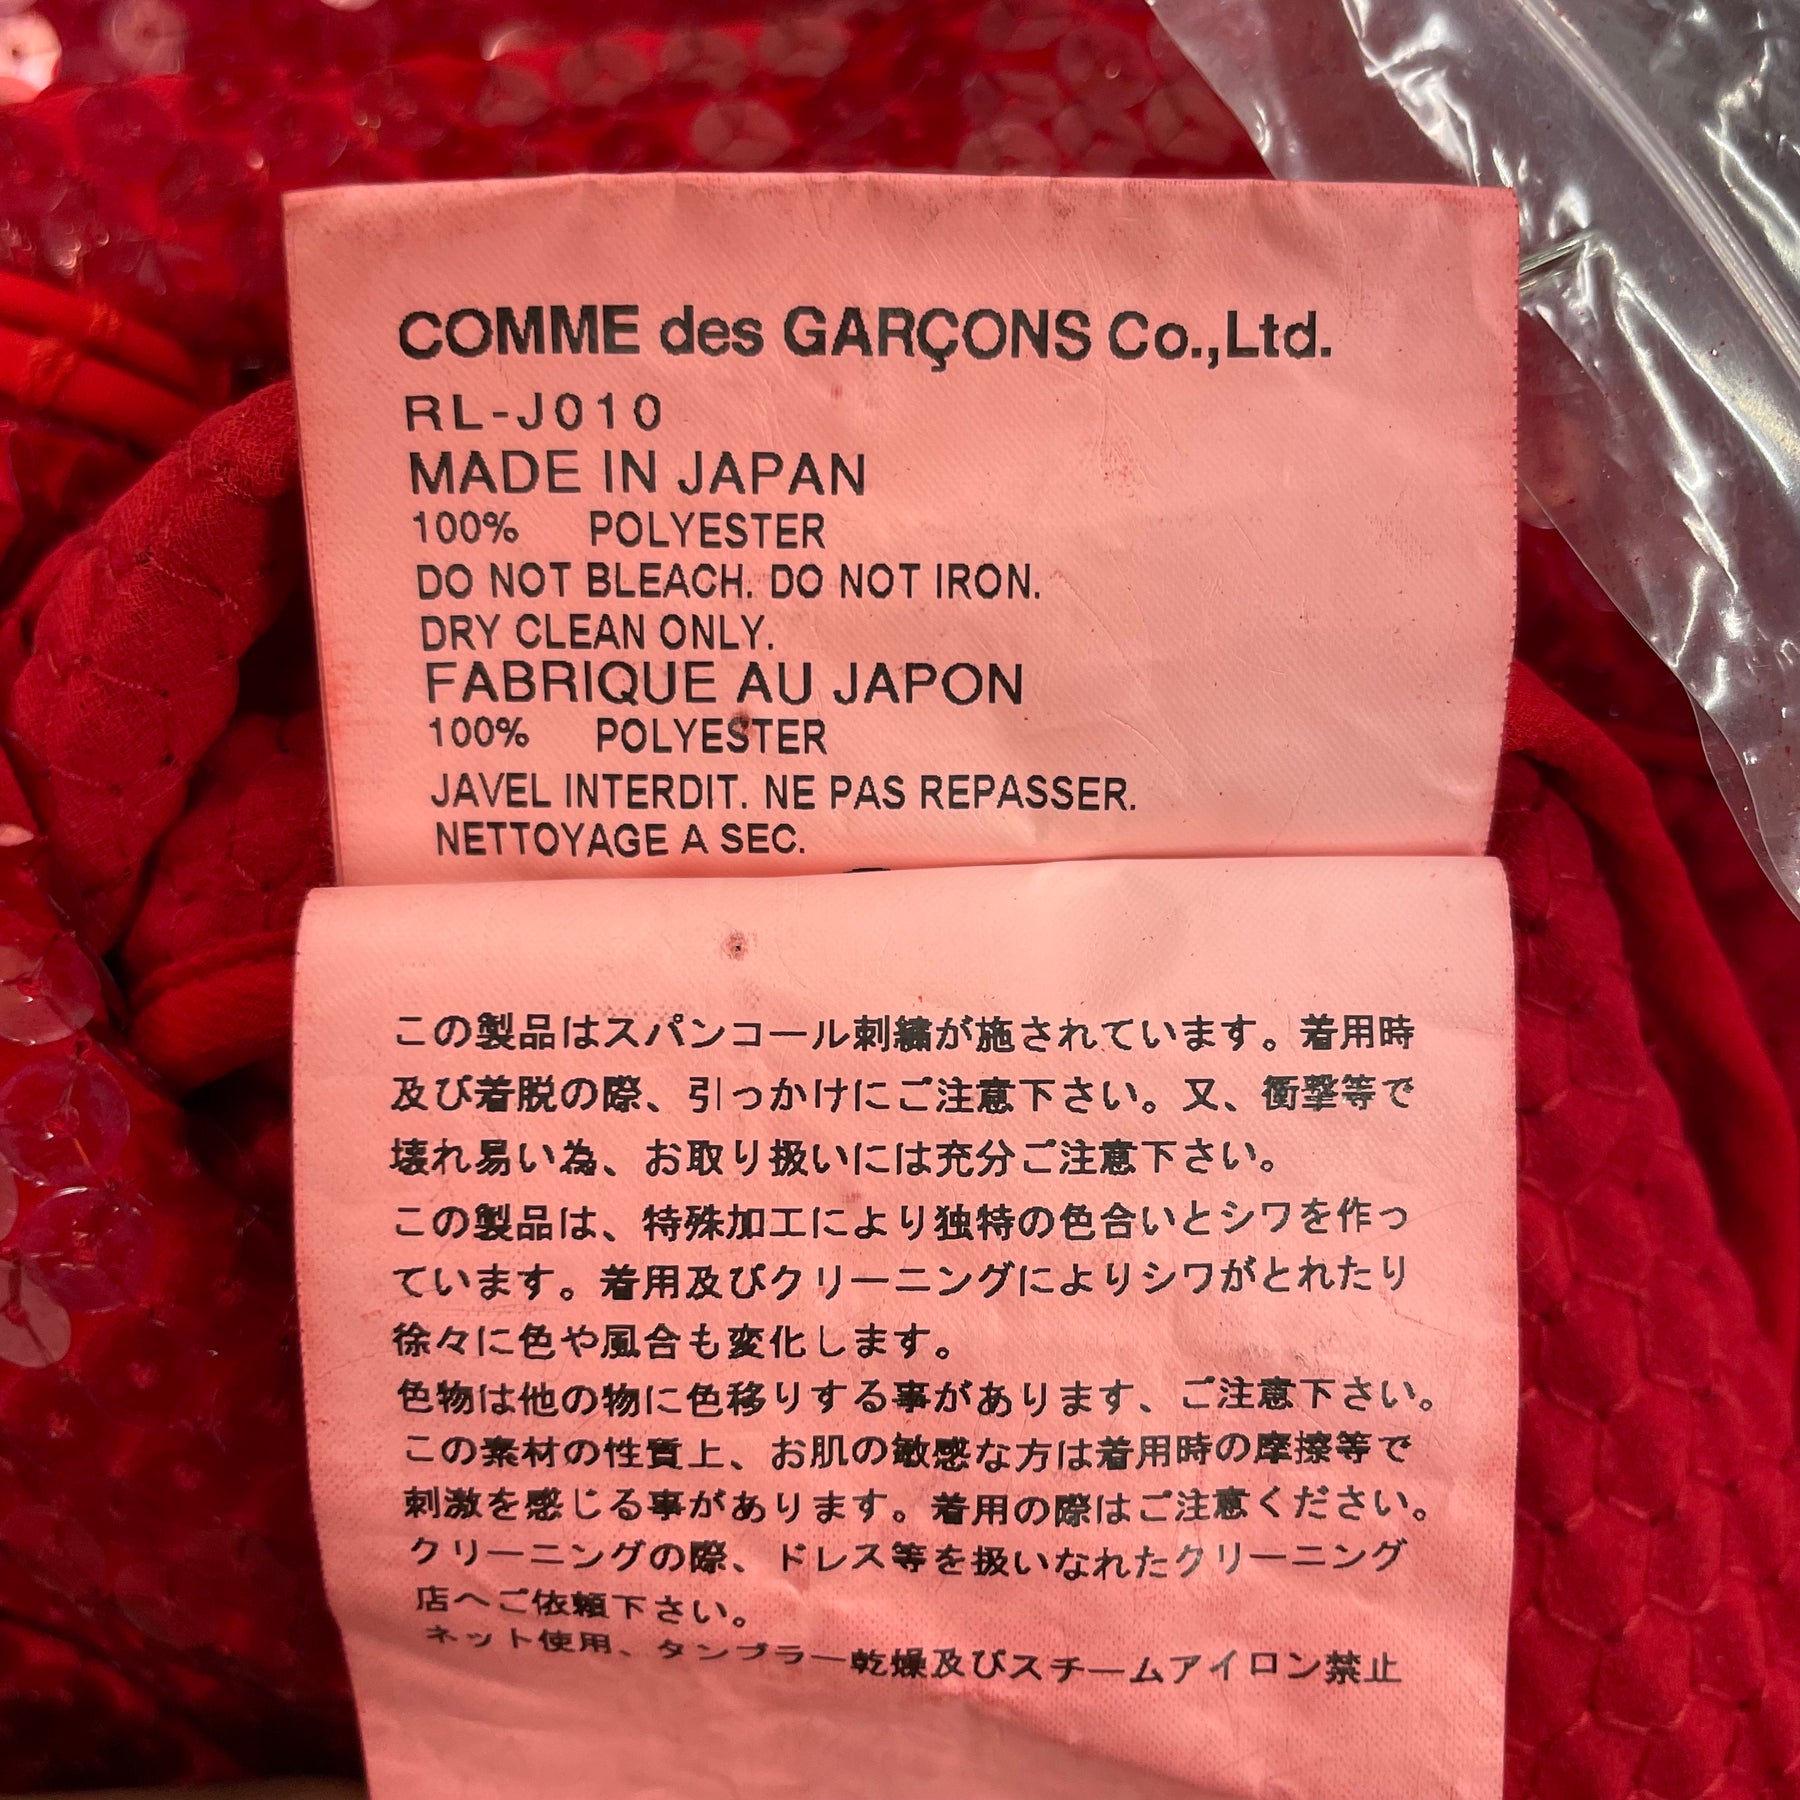 COMME des GARÇONS Co.,Ltd.
RL-J010
MADE IN JAPAN
100% POLYESTER
DO NOT BLEACH. DO NOT IRON.
DRY CLEAN ONLY.
FABRIQUE AU JAPON
100% POLYESTER
JAVEL INTERDIT. NE PAS REPASSER.
NETTOYAGE A SEC.
この製品はスパンコール刺繍が施されています。着用時
及び着脱の際、引っかけにご注意下さい。又、衝撃等で
壊れ易い為、お取り扱いには充分ご注意下さい。
この製品は、特殊加工により独特の色合いとシワを作っ
ています。着用及びクリーニングによりシワがとれたり
徐々に色や風合も変化します。
色物は他の物に色移りする事があります、ご注意下さい。
この素材の性質上、お肌の敏感な方は着用時の摩擦等で
刺激を感じる事があります。着用の際はご注意ください。
クリーニングの際、ドレス等を扱いなれたクリーニング
店へご依頼下さい。
ネット使用、タンブラー乾燥及びスチームアイロン禁止